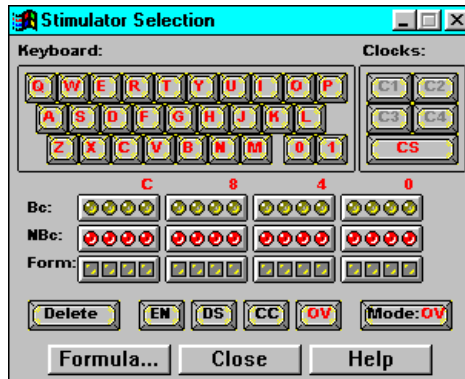 Stimulator Selection
Keyboard: Clocks:
Q W E R T Y U I O P C1 C2
A S D F G H J K L C3 C4
Z X C V B N M 0 1 CS
C 8 4 0
Bc:
NBc:
Form:
Delete EN DS CC OV Mode:OV
Formula... Close Help